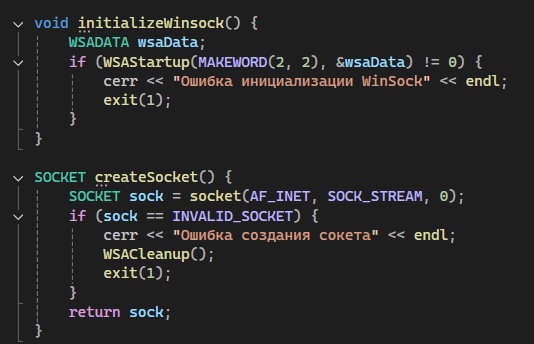 void initializeWinsock() {
    WSADATA wsaData;
    if (WSAStartup(MAKEWORD(2, 2), &wsaData) != 0) {
        cerr << "Ошибка инициализации WinSock" << endl;
        exit(1);
    }
}

SOCKET createSocket() {
    SOCKET sock = socket(AF_INET, SOCK_STREAM, 0);
    if (sock == INVALID_SOCKET) {
        cerr << "Ошибка создания сокета" << endl;
        WSACleanup();
        exit(1);
    }
    return sock;
}